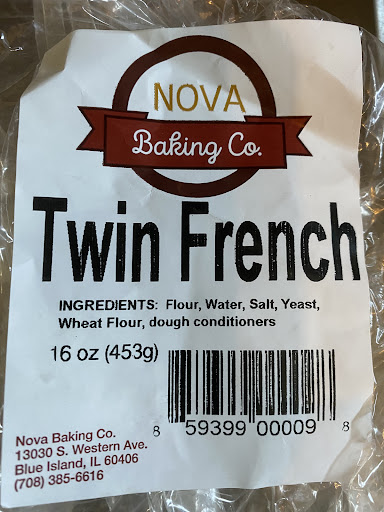 NOVA
Baking Co.
Twin French
INGREDIENTS: Flour, Water, Salt, Yeast,
Wheat Flour, dough conditioners
16 oz (453g)
8 59399 00009 8
Nova Baking Co.
13030 S. Western Ave.
Blue Island, IL 60406
(708) 385-6616